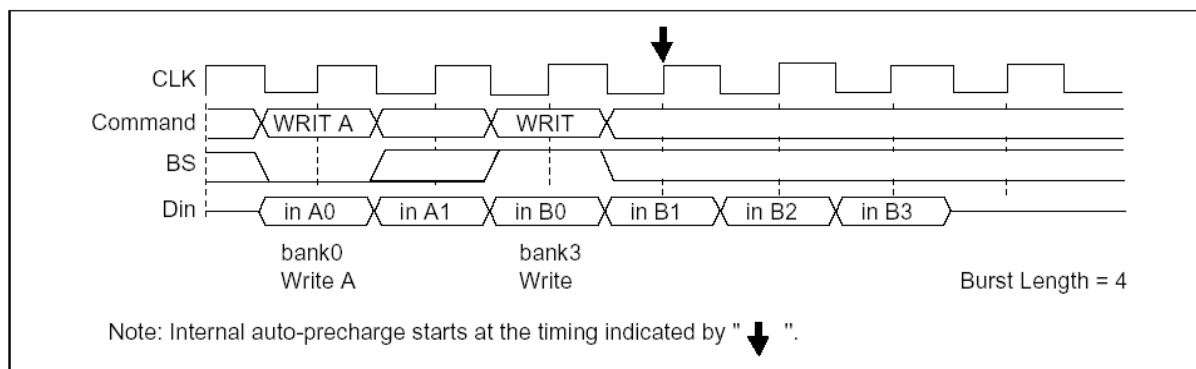 CLK
Command WRIT A WRIT
BS
Din in A0 in A1 in B0 in B1 in B2 in B3
bank0 bank3
Write A Write Burst Length = 4
Note: Internal auto-precharge starts at the timing indicated by " ".